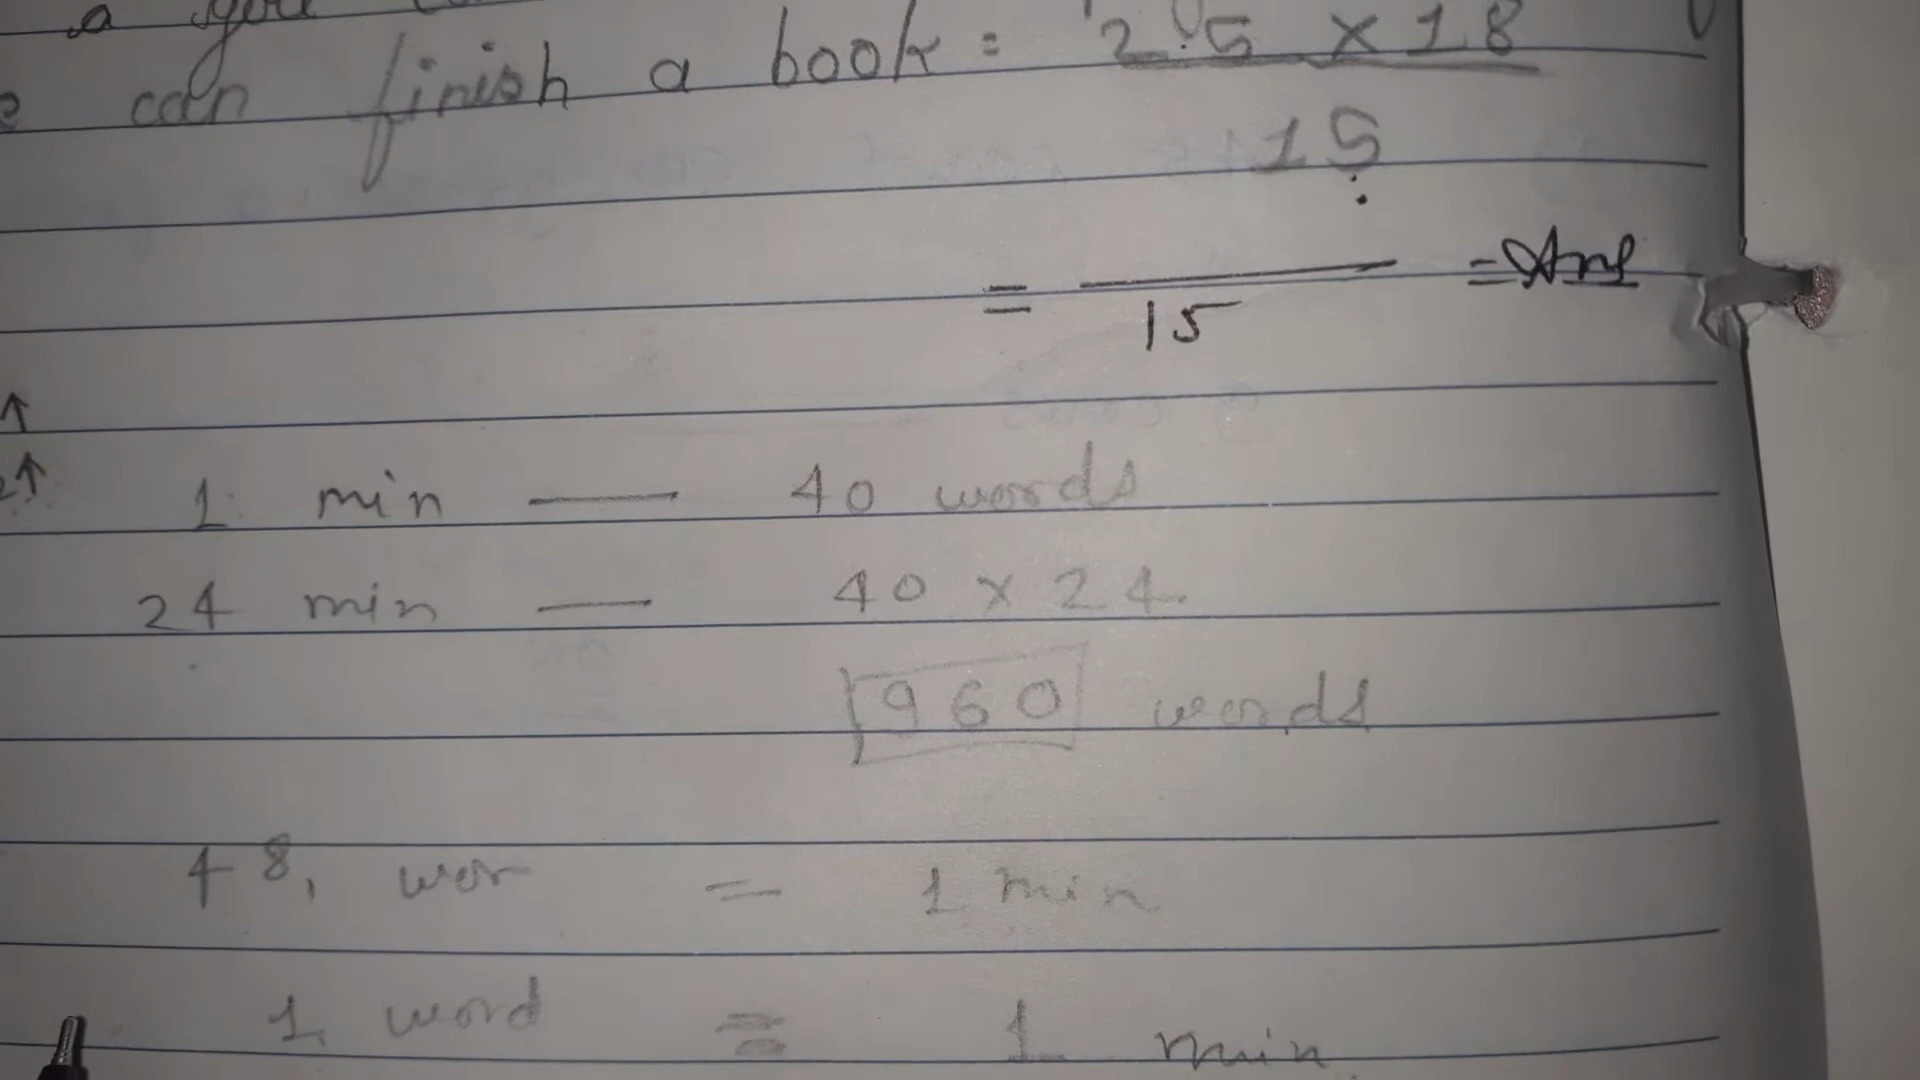 a
can finish a book = 25 × 18
15
= 15 = Ans
1 min — 40 words
24 min — 40 × 24
960 words
48, wor = 1 min
1 word = 1 min